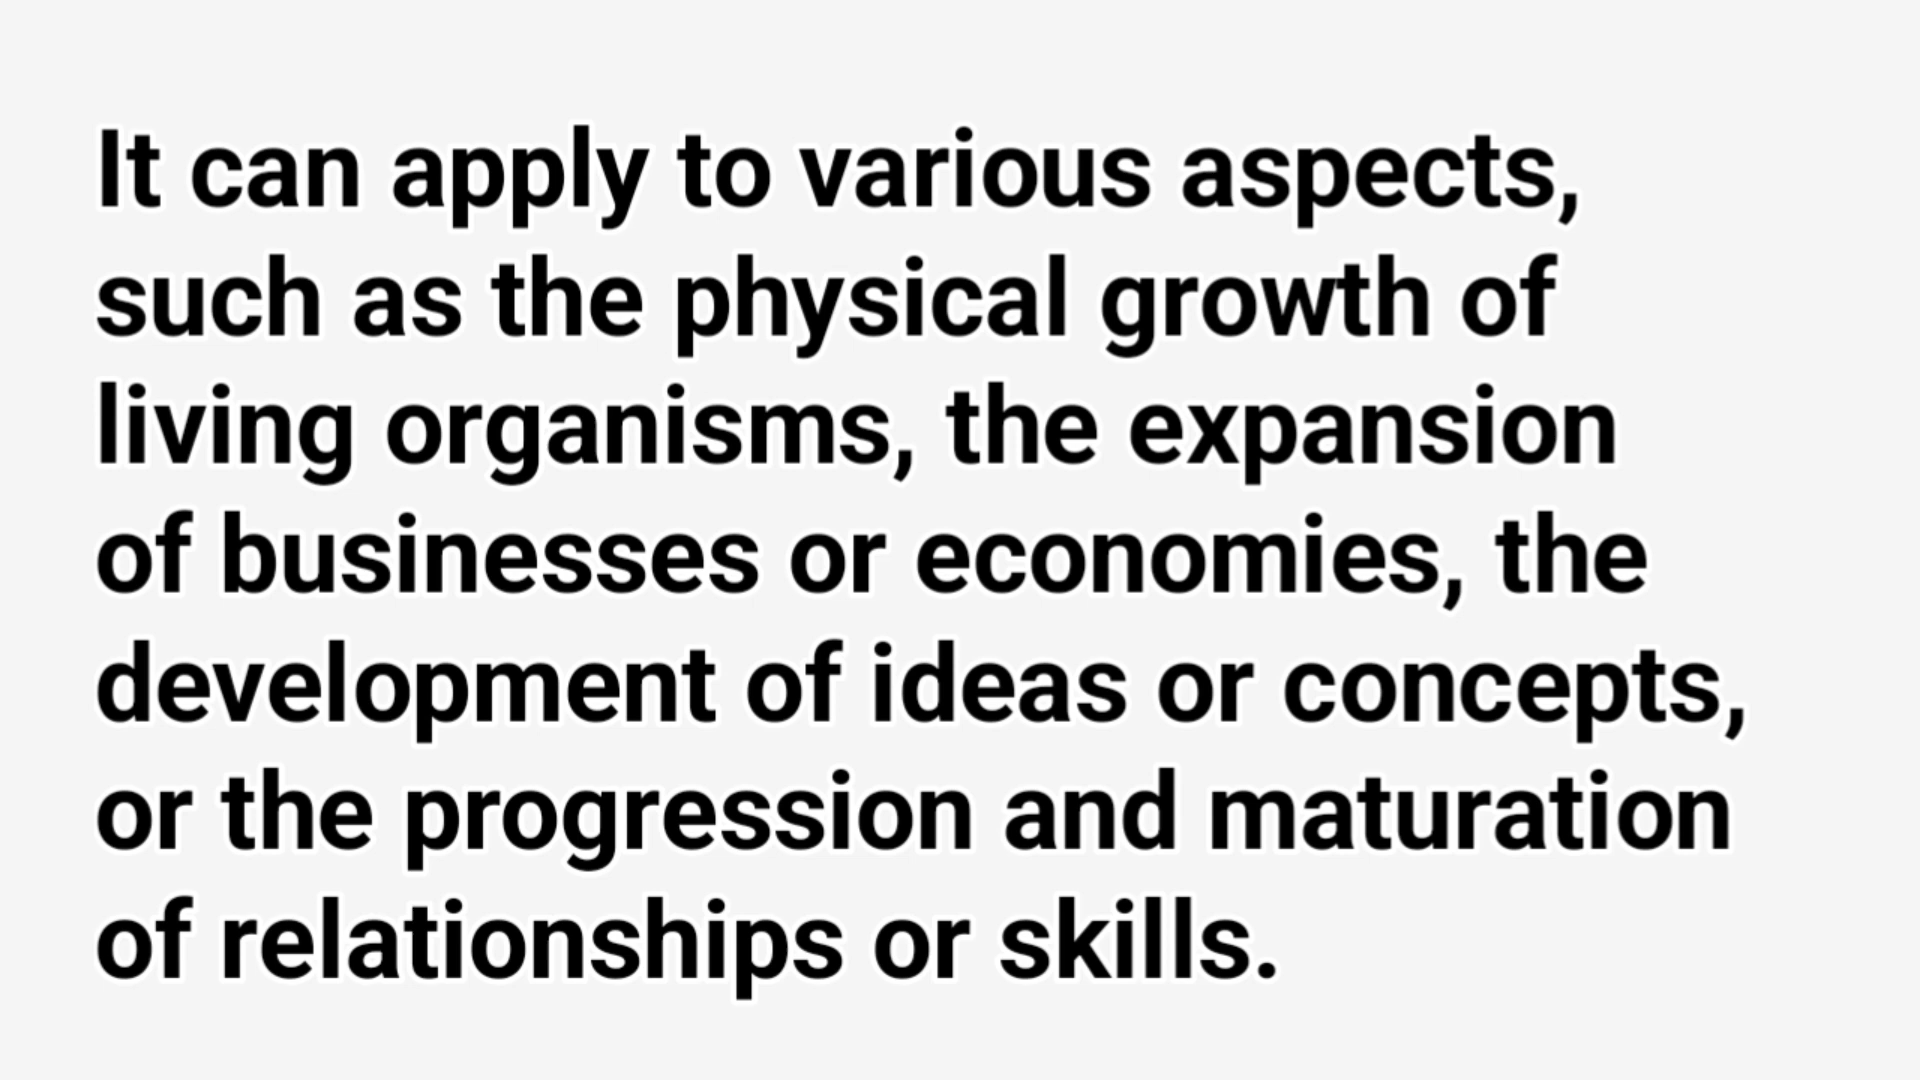 It can apply to various aspects,
such as the physical growth of
living organisms, the expansion
of businesses or economies, the
development of ideas or concepts,
or the progression and maturation
of relationships or skills.